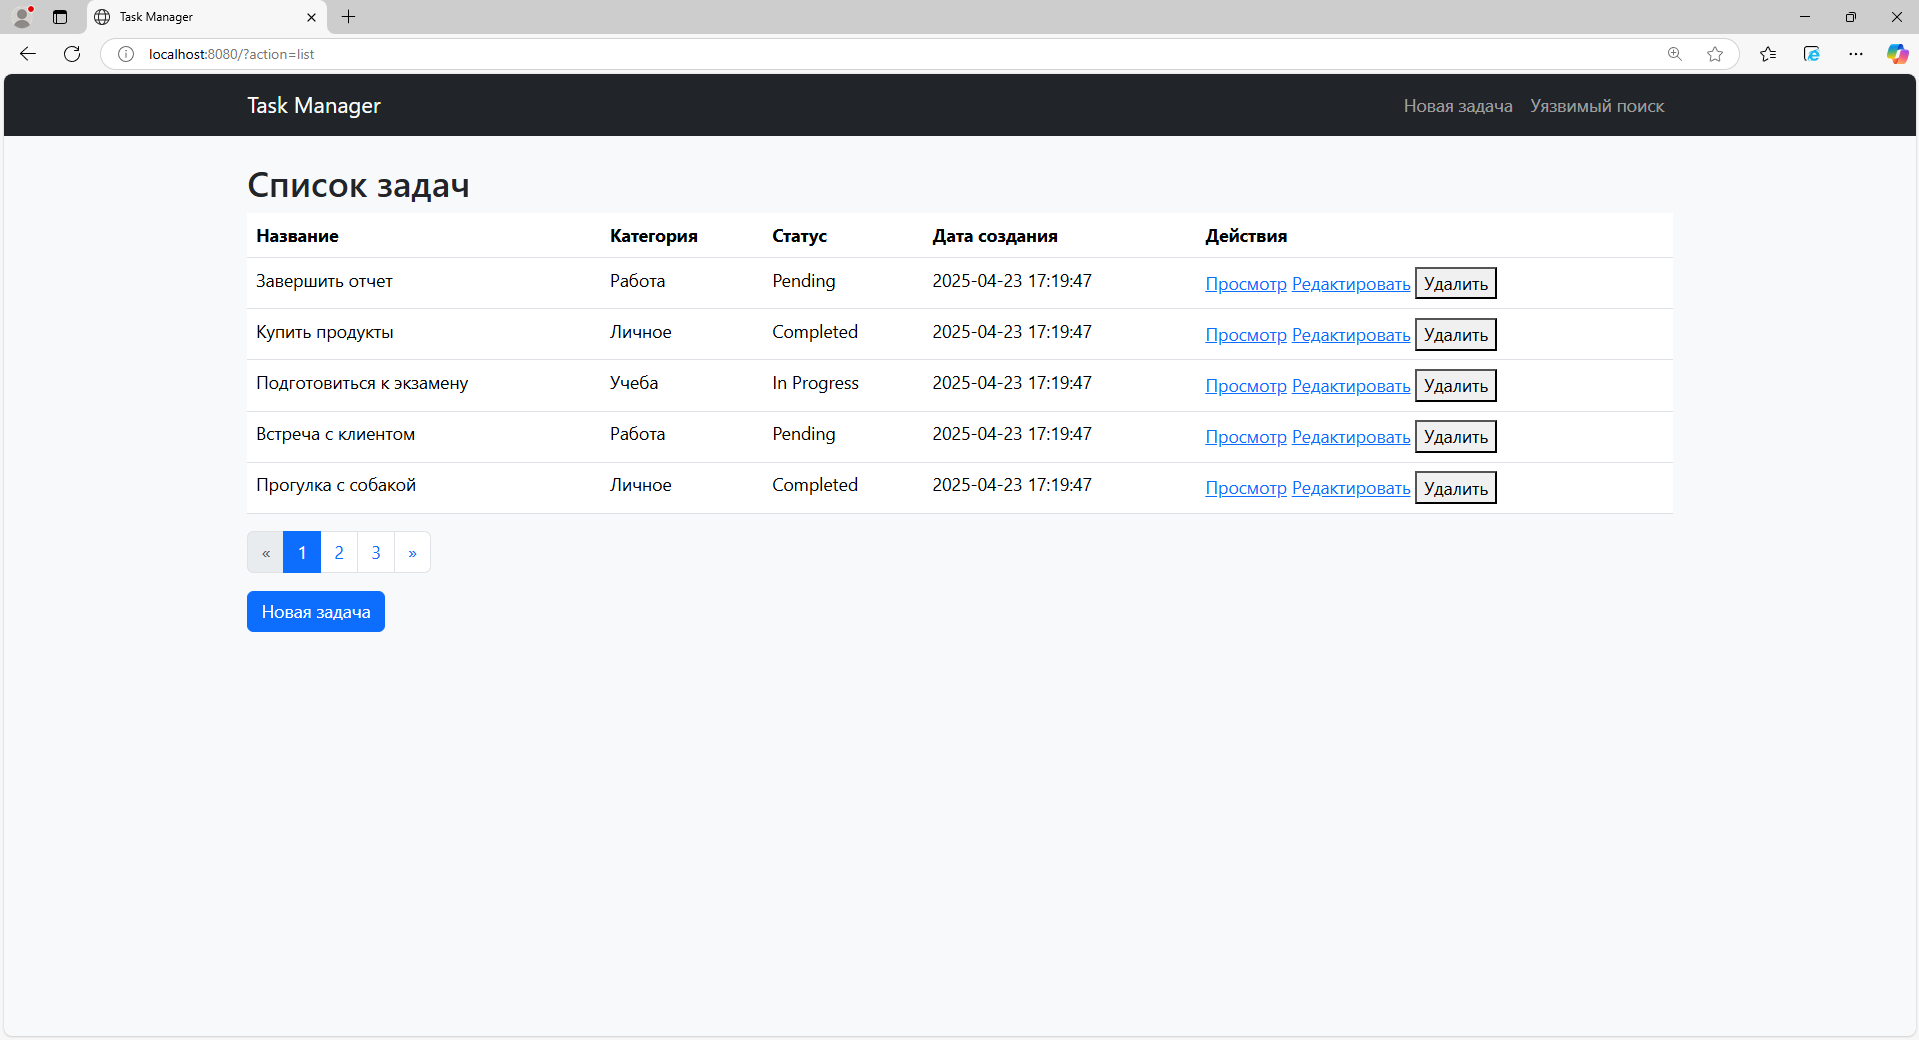 Task Manager
localhost:8080/?action=list
Task Manager Новая задача Уязвимый поиск
Список задач
Название Категория Статус Дата создания Действия
Завершить отчет Работа Pending 2025-04-23 17:19:47 Просмотр Редактировать Удалить
Купить продукты Личное Completed 2025-04-23 17:19:47 Просмотр Редактировать Удалить
Подготовиться к экзамену Учеба In Progress 2025-04-23 17:19:47 Просмотр Редактировать Удалить
Встреча с клиентом Работа Pending 2025-04-23 17:19:47 Просмотр Редактировать Удалить
Прогулка с собакой Личное Completed 2025-04-23 17:19:47 Просмотр Редактировать Удалить
« 1 2 3 »
Новая задача